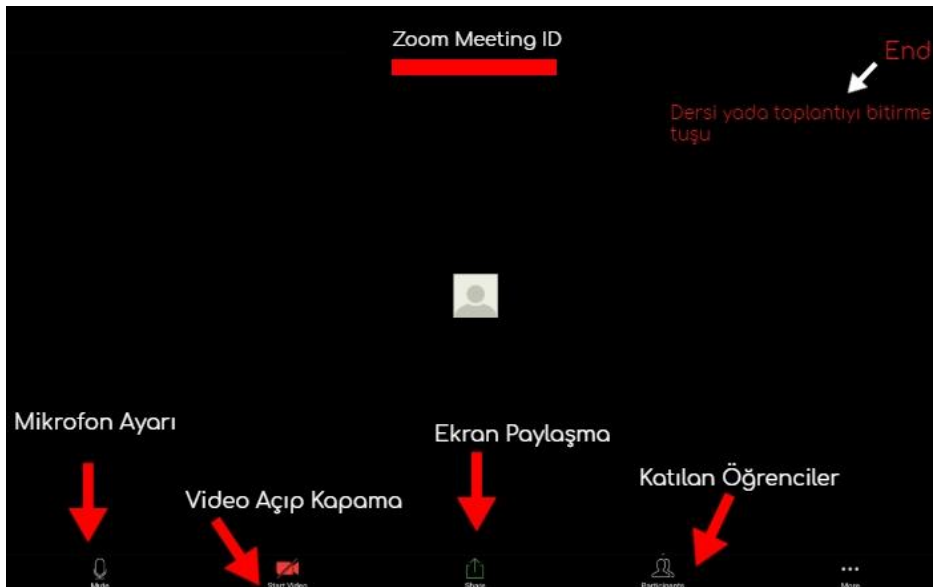 Zoom Meeting ID
End
Dersi yada toplantıyı bitirme
tuşu
Mikrofon Ayarı
Ekran Paylaşma
Katılan Öğrenciler
Video Açıp Kapama
Mute
Start Video
Share
Participants
More